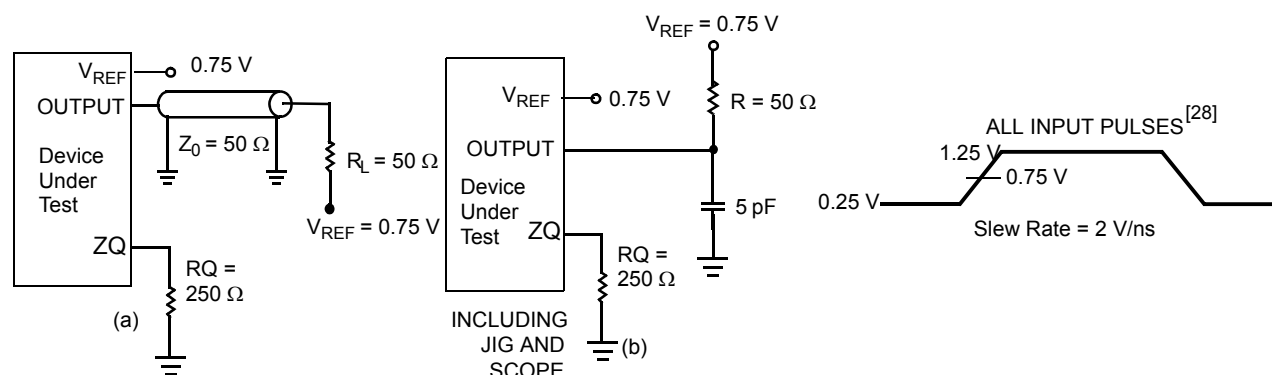 V_REF
0.75 V
OUTPUT
Z_0 = 50 Ω
Device
Under
Test
R_L = 50 Ω
V_REF = 0.75 V
ZQ
RQ =
250 Ω
(a)
V_REF = 0.75 V
V_REF
0.75 V
R = 50 Ω
OUTPUT
Device
Under
Test
5 pF
ZQ
RQ =
250 Ω
INCLUDING
JIG AND
SCOPE
(b)
ALL INPUT PULSES[28]
1.25 V
0.75 V
0.25 V
Slew Rate = 2 V/ns